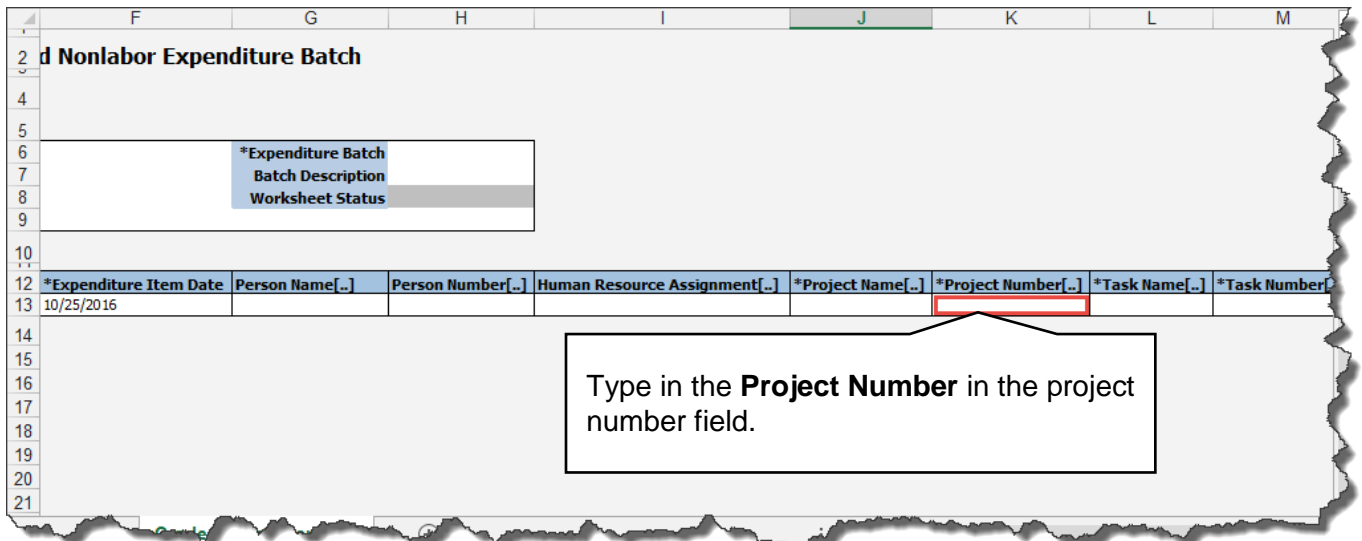 F G H I J K L M
2 d Nonlabor Expenditure Batch
4
5
6 *Expenditure Batch
7 Batch Description
8 Worksheet Status
9
10
12 *Expenditure Item Date Person Name[..] Person Number[..] Human Resource Assignment[..] *Project Name[..] *Project Number[..] *Task Name[..] *Task Number[
13 10/25/2016
14
15
16
17
18
19
20
21
Type in the Project Number in the project
number field.